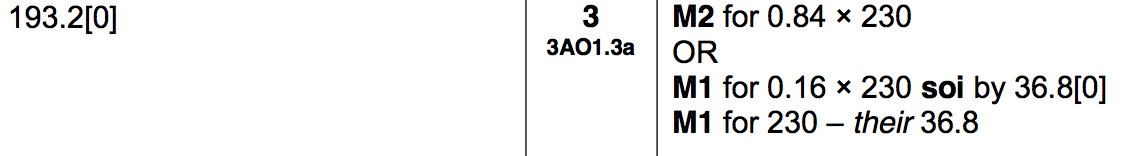 193.2[0]
3
3AO1.3a
M2 for 0.84 × 230
OR
M1 for 0.16 × 230 soi by 36.8[0]
M1 for 230 – their 36.8